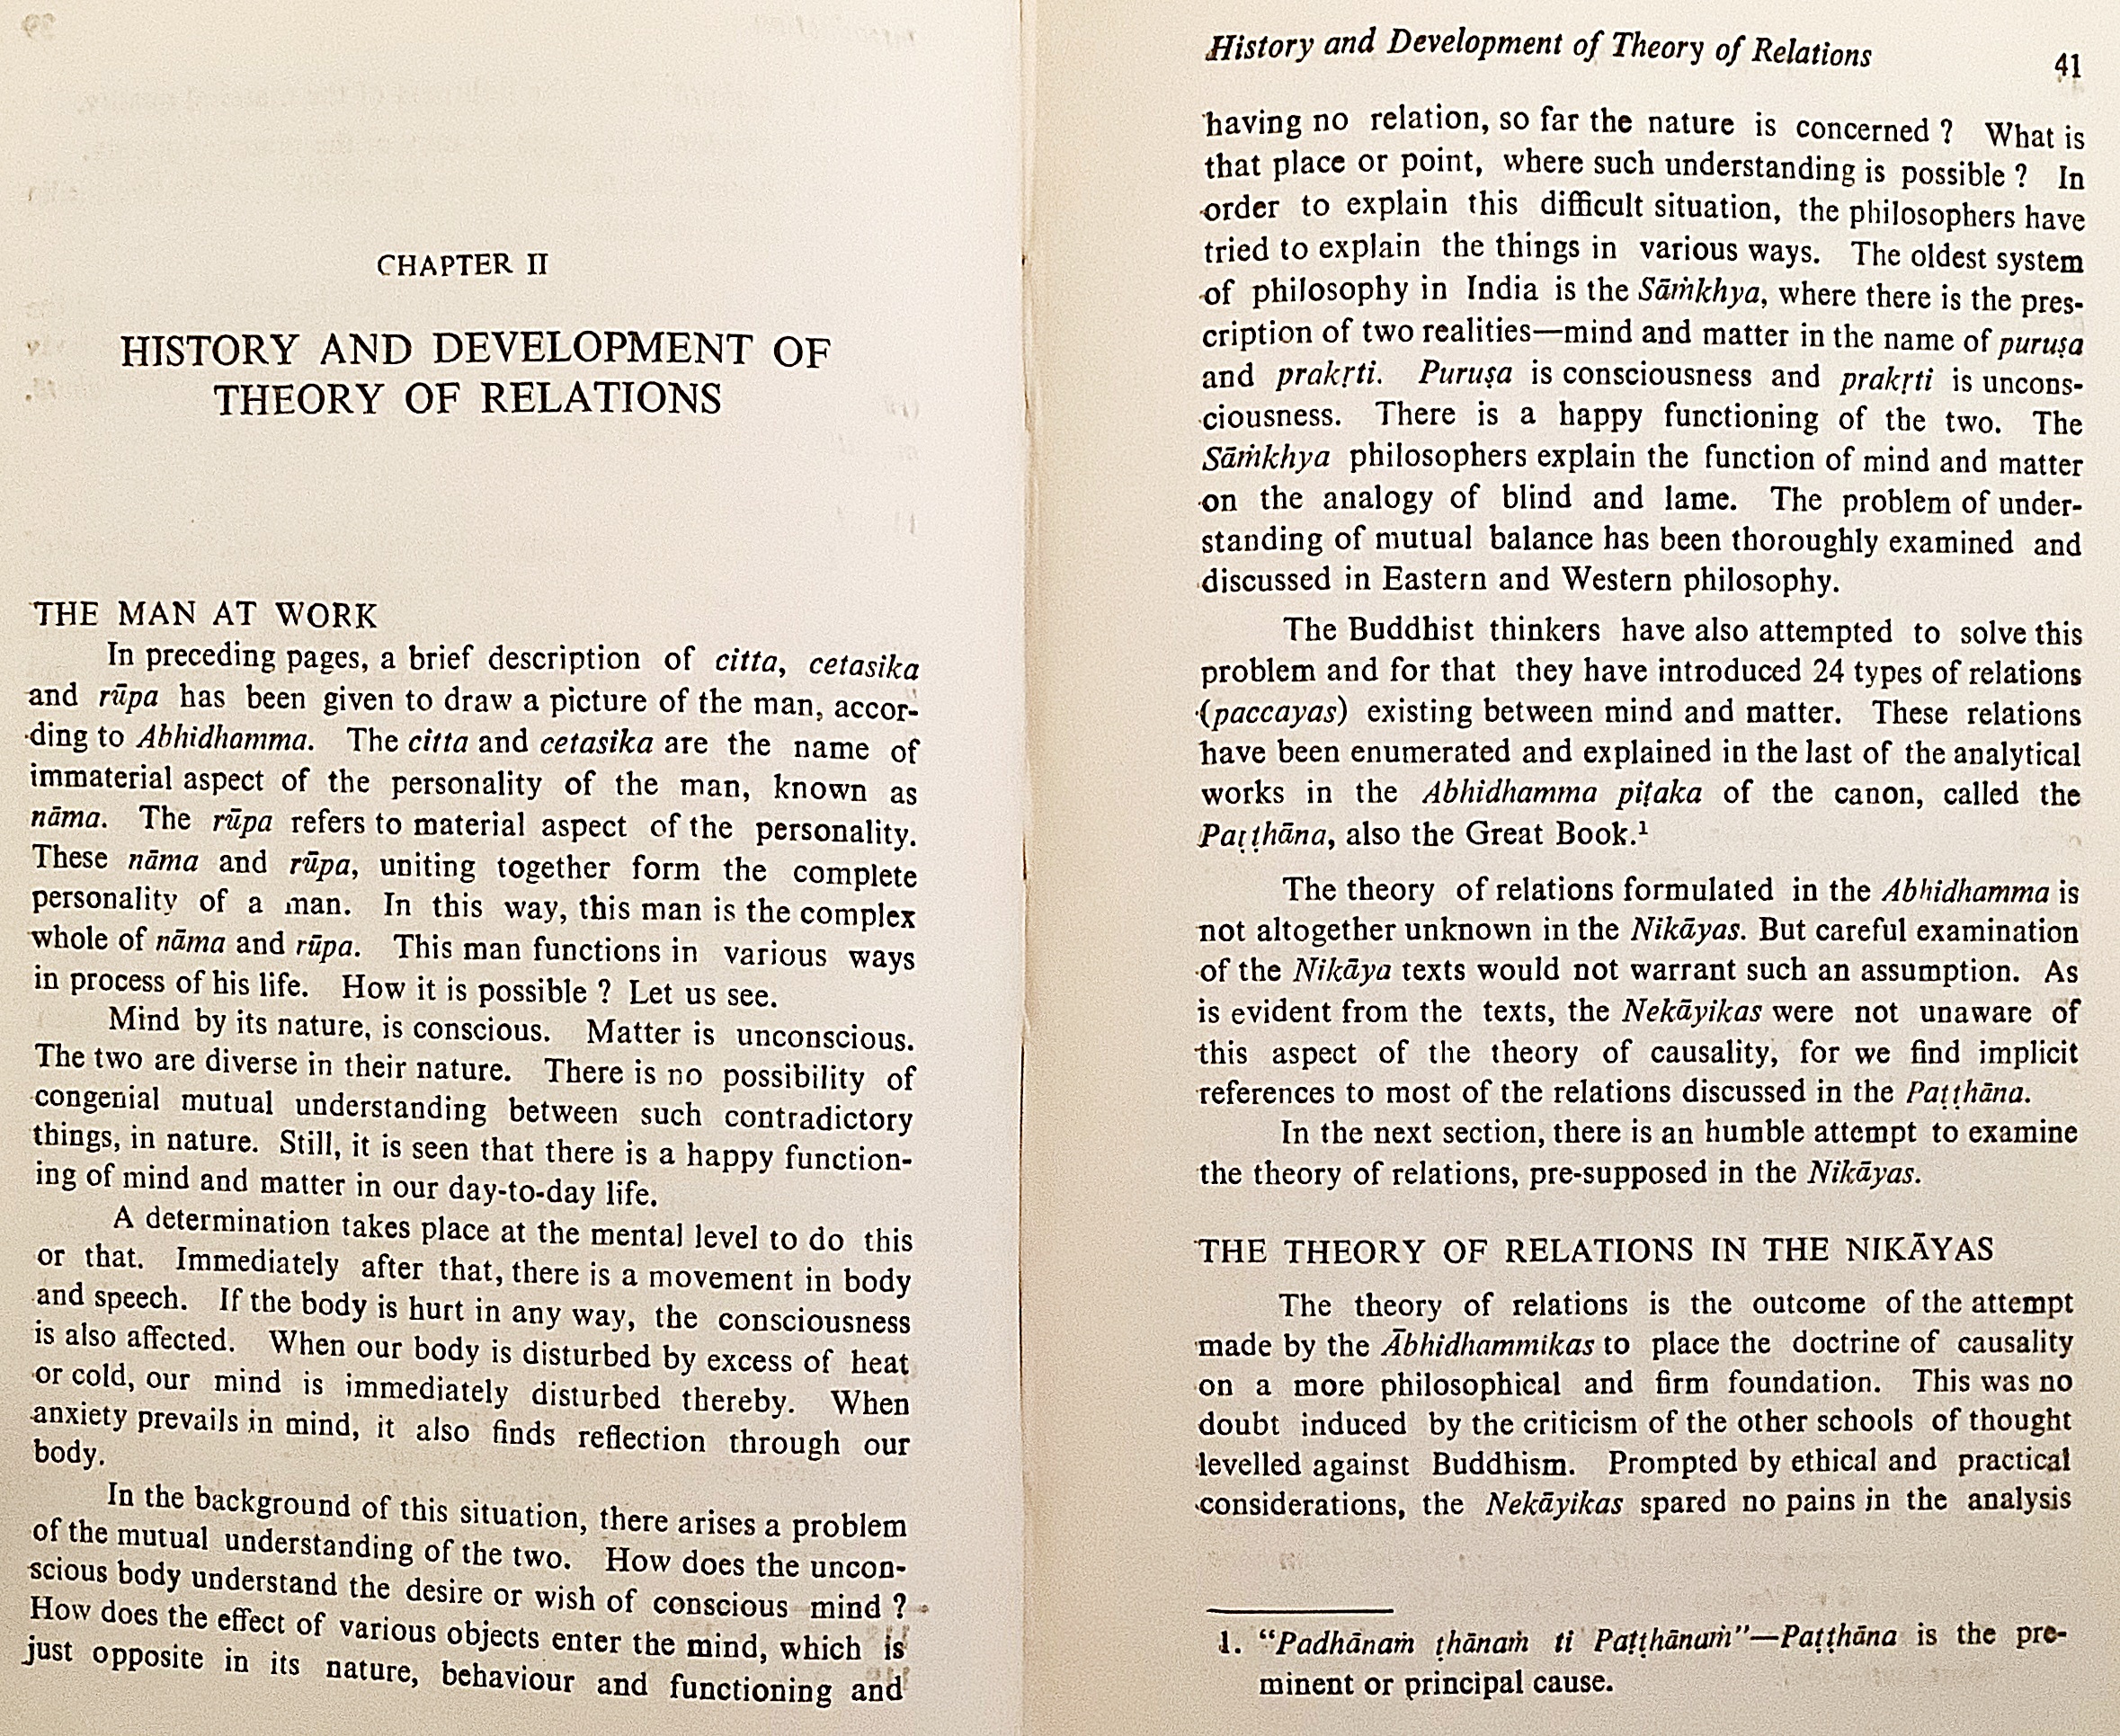 CHAPTER II
HISTORY AND DEVELOPMENT OF
THEORY OF RELATIONS
THE MAN AT WORK
In preceding pages, a brief description of citta, cetasika
and rūpa has been given to draw a picture of the man, accor-
ding to Abhidhamma. The citta and cetasika are the name of
immaterial aspect of the personality of the man, known as
nāma. The rūpa refers to material aspect of the personality.
These nāma and rūpa, uniting together form the complete
personality of a man. In this way, this man is the complex
whole of nāma and rūpa. This man functions in various ways
in process of his life. How it is possible ? Let us see.
Mind by its nature, is conscious. Matter is unconscious.
The two are diverse in their nature. There is no possibility of
congenial mutual understanding between such contradictory
things, in nature. Still, it is seen that there is a happy function-
ing of mind and matter in our day-to-day life.
A determination takes place at the mental level to do this
or that. Immediately after that, there is a movement in body
and speech. If the body is hurt in any way, the consciousness
is also affected. When our body is disturbed by excess of heat
or cold, our mind is immediately disturbed thereby. When
anxiety prevails in mind, it also finds reflection through our
body.
In the background of this situation, there arises a problem
of the mutual understanding of the two. How does the uncon-
scious body understand the desire or wish of conscious mind ?
How does the effect of various objects enter the mind, which is
just opposite in its nature, behaviour and functioning and
History and Development of Theory of Relations 41
having no relation, so far the nature is concerned ? What is
that place or point, where such understanding is possible ? In
order to explain this difficult situation, the philosophers have
tried to explain the things in various ways. The oldest system
of philosophy in India is the Sāṁkhya, where there is the pres-
cription of two realities—mind and matter in the name of puruṣa
and prakṛti. Puruṣa is consciousness and prakṛti is uncons-
ciousness. There is a happy functioning of the two. The
Sāṁkhya philosophers explain the function of mind and matter
on the analogy of blind and lame. The problem of under-
standing of mutual balance has been thoroughly examined and
discussed in Eastern and Western philosophy.
The Buddhist thinkers have also attempted to solve this
problem and for that they have introduced 24 types of relations
(paccayas) existing between mind and matter. These relations
have been enumerated and explained in the last of the analytical
works in the Abhidhamma piṭaka of the canon, called the
Paṭṭhāna, also the Great Book.¹
The theory of relations formulated in the Abhidhamma is
not altogether unknown in the Nikāyas. But careful examination
of the Nikāya texts would not warrant such an assumption. As
is evident from the texts, the Nekāyikas were not unaware of
this aspect of the theory of causality, for we find implicit
references to most of the relations discussed in the Paṭṭhāna.
In the next section, there is an humble attempt to examine
the theory of relations, pre-supposed in the Nikāyas.
THE THEORY OF RELATIONS IN THE NIKĀYAS
The theory of relations is the outcome of the attempt
made by the Ābhidhammikas to place the doctrine of causality
on a more philosophical and firm foundation. This was no
doubt induced by the criticism of the other schools of thought
levelled against Buddhism. Prompted by ethical and practical
considerations, the Nekāyikas spared no pains in the analysis
1. "Padhānaṁ ṭhānaṁ ti Paṭṭhānaṁ"—Paṭṭhāna is the pre-
minent or principal cause.